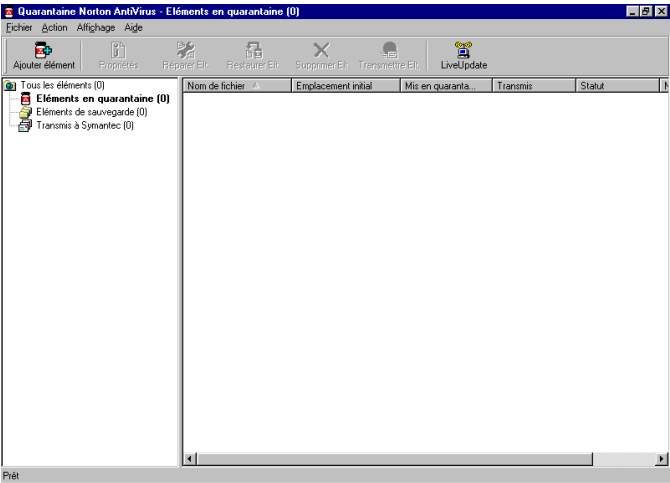 Quarantaine Norton AntiVirus - Eléments en quarantaine (0)
Fichier Action Affichage Aide
Ajouter élément Propriétés Réparer Elt. Restaurer Elt. Supprimer Elt. Transmettre Elt. LiveUpdate
Tous les éléments (0)
Eléments en quarantaine (0)
Eléments de sauvegarde (0)
Transmis à Symantec (0)
Nom de fichier Emplacement initial Mis en quaranta... Transmis Statut
Prêt